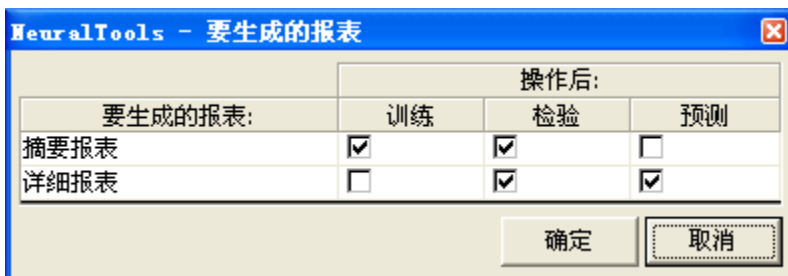 NeuralTools - 要生成的报表
操作后:
要生成的报表: 训练 检验 预测
摘要报表
详细报表
确定 取消